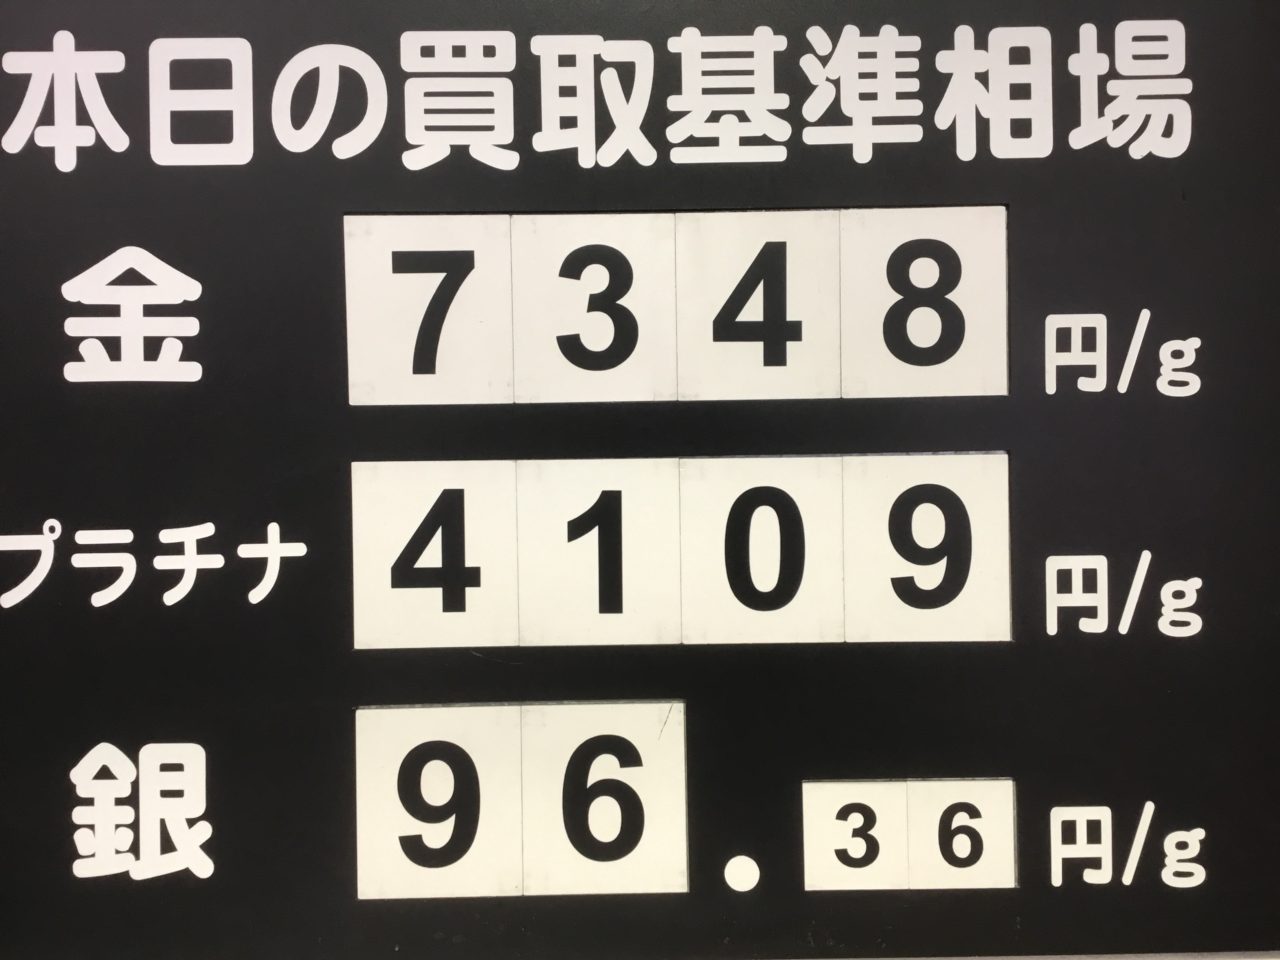 本日の買取基準相場
金 7348 円/g
プラチナ 4109 円/g
銀 96.36 円/g